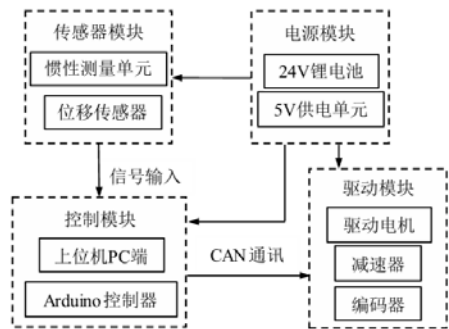 传感器模块
惯性测量单元
位移传感器
电源模块
24V锂电池
5V供电单元
信号输入
控制模块
上位机PC端
Arduino控制器
CAN通讯
驱动模块
驱动电机
减速器
编码器